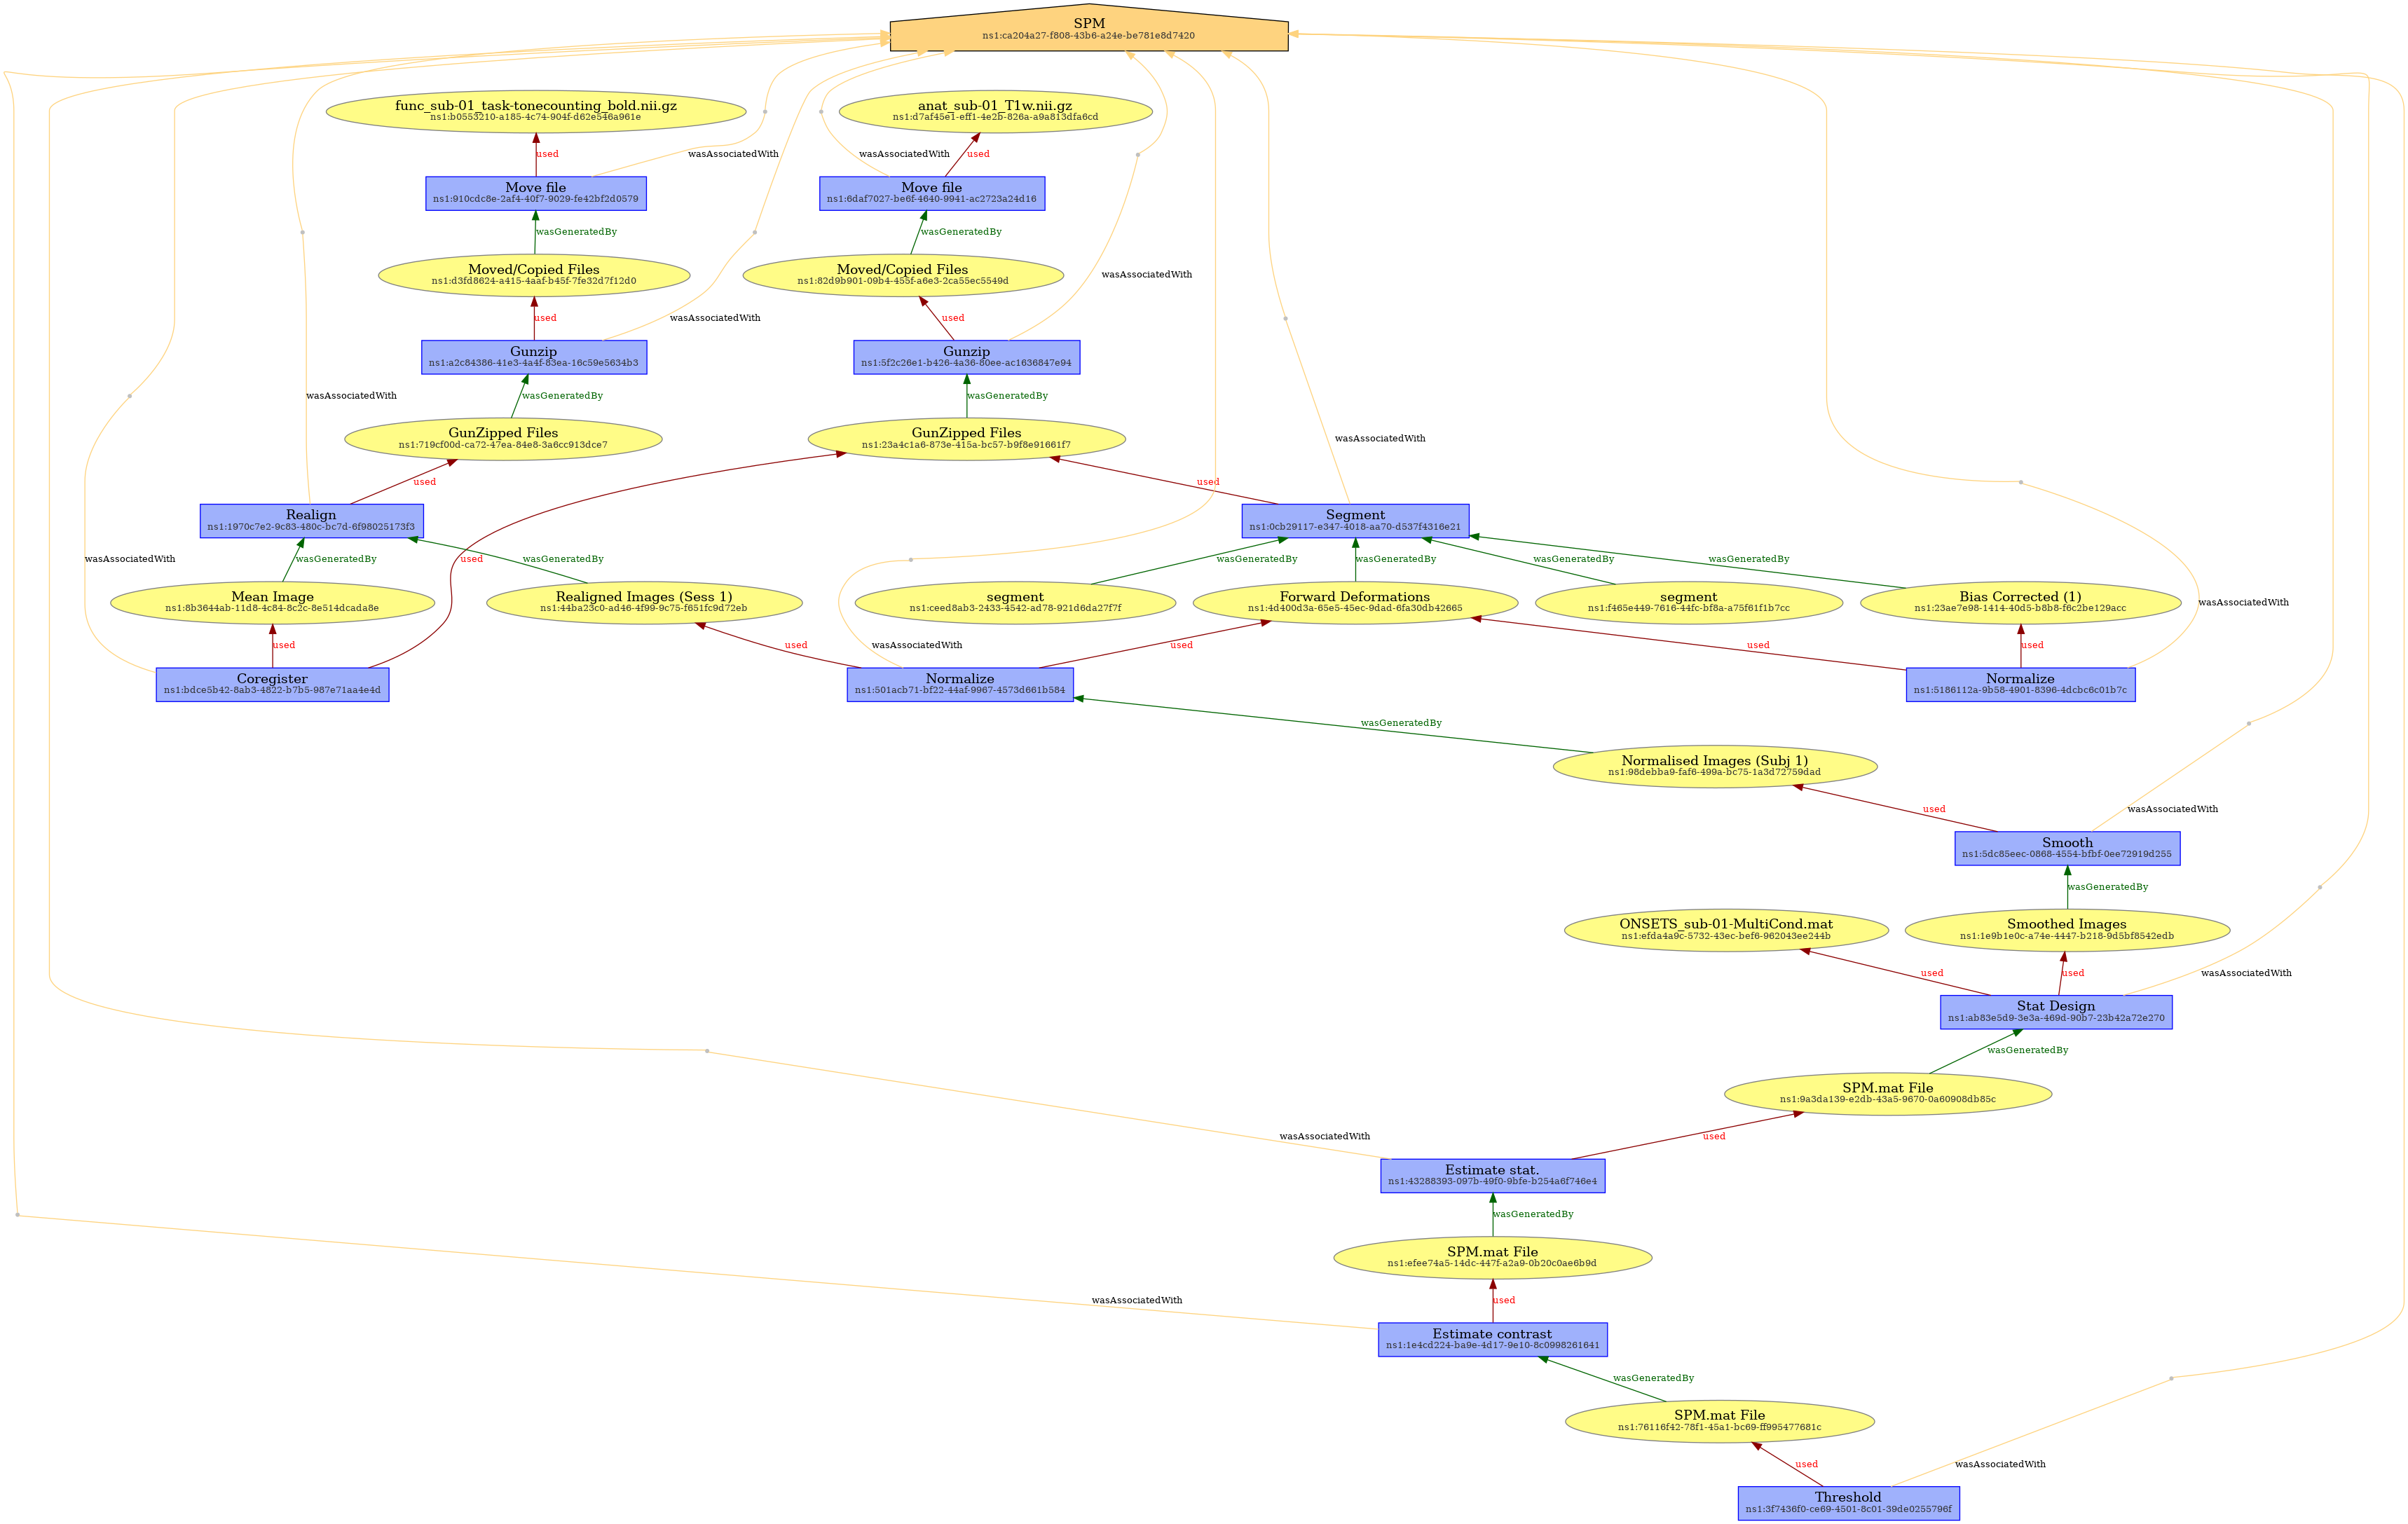 SPM
ns1:ca204a27-f808-43b6-a24e-be781e8d7420
func_sub-01_task-tonecounting_bold.nii.gz
ns1:b0553210-a185-4c74-904f-d62e546a961e
anat_sub-01_T1w.nii.gz
ns1:d7af45e1-eff1-4e2b-826a-a9a813dfa6cd
used
wasAssociatedWith
wasAssociatedWith
used
Move file
ns1:910cdc8e-2af4-40f7-9029-fe42bf2d0579
Move file
ns1:6daf7027-be6f-4640-9941-ac2723a24d16
wasGeneratedBy
wasGeneratedBy
Moved/Copied Files
ns1:d3fd8624-a415-4aaf-b45f-7fe32d7f12d0
Moved/Copied Files
ns1:82d9b901-09b4-455f-a6e3-2ca55ec5549d
wasAssociatedWith
used
wasAssociatedWith
used
Gunzip
ns1:a2c84386-41e3-4a4f-83ea-16c59e5634b3
Gunzip
ns1:5f2c26e1-b426-4a36-80ee-ac1636847e94
wasAssociatedWith
wasGeneratedBy
wasGeneratedBy
GunZipped Files
ns1:719cf00d-ca72-47ea-84e8-3a6cc913dce7
GunZipped Files
ns1:23a4c1a6-873e-415a-bc57-b9f8e91661f7
wasAssociatedWith
used
used
Realign
ns1:1970c7e2-9c83-480c-bc7d-6f98025173f3
Segment
ns1:0cb29117-e347-4018-aa70-d537f4316e21
wasAssociatedWith
wasGeneratedBy
used
wasGeneratedBy
wasGeneratedBy
wasGeneratedBy
wasGeneratedBy
wasGeneratedBy
Mean Image
ns1:8b3644ab-11d8-4c84-8c2c-8e514dcada8e
Realigned Images (Sess 1)
ns1:44ba23c0-ad46-4f99-9c75-f651fc9d72eb
segment
ns1:ceed8ab3-2433-4542-ad78-921d6da27f7f
Forward Deformations
ns1:4d400d3a-65e5-45ec-9dad-6fa30db42665
segment
ns1:f465e449-7616-44fc-bf8a-a75f61f1b7cc
Bias Corrected (1)
ns1:23ae7e98-1414-40d5-b8b8-f6c2be129acc
wasAssociatedWith
used
used
wasAssociatedWith
used
used
used
Coregister
ns1:bdce5b42-8ab3-4822-b7b5-987e71aa4e4d
Normalize
ns1:501acb71-bf22-44af-9967-4573d661b584
Normalize
ns1:5186112a-9b58-4901-8396-4dcbc6c01b7c
wasGeneratedBy
Normalised Images (Subj 1)
ns1:98debba9-faf6-499a-bc75-1a3d72759dad
used
wasAssociatedWith
Smooth
ns1:5dc85eec-0868-4554-bfbf-0ee72919d255
wasGeneratedBy
ONSETS_sub-01-MultiCond.mat
ns1:efda4a9c-5732-43ec-bef6-962043ee244b
Smoothed Images
ns1:1e9b1e0c-a74e-4447-b218-9d5bf8542edb
used
used
wasAssociatedWith
Stat Design
ns1:ab83e5d9-3e3a-469d-90b7-23b42a72e270
wasGeneratedBy
SPM.mat File
ns1:9a3da139-e2db-43a5-9670-0a60908db85c
wasAssociatedWith
used
Estimate stat.
ns1:43288393-097b-49f0-9bfe-b254a6f746e4
wasGeneratedBy
SPM.mat File
ns1:efee74a5-14dc-447f-a2a9-0b20c0ae6b9d
wasAssociatedWith
used
Estimate contrast
ns1:1e4cd224-ba9e-4d17-9e10-8c0998261641
wasGeneratedBy
SPM.mat File
ns1:76116f42-78f1-45a1-bc69-ff995477681c
used
wasAssociatedWith
Threshold
ns1:3f7436f0-ce69-4501-8c01-39de0255796f